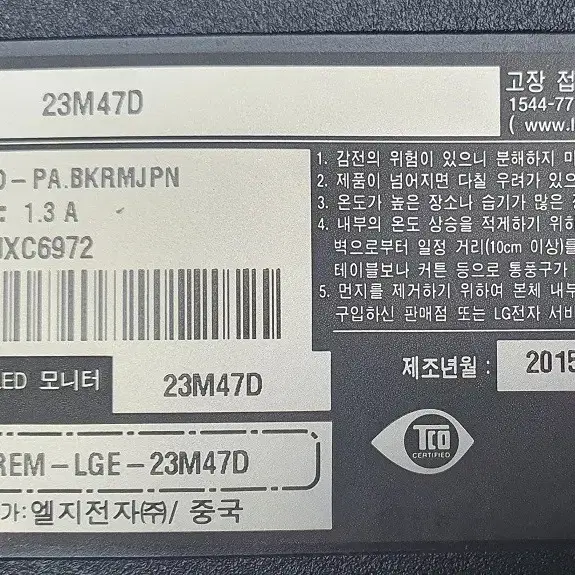 23M47D
고장 접
1544-77
( www.l
-PA.BKRMJPN
: 1.3 A
XC6972
1. 감전의 위험이 있으니 분해하지 마
2. 제품이 넘어지면 다칠 우려가 있으
3. 온도가 높은 장소나 습기가 많은
4. 내부의 온도 상승을 적게하기 위하
벽으로부터 일정 거리(10cm 이상)를
테이블보나 커튼 등으로 통풍구가
5. 먼지를 제거하기 위하여 본체 내부
구입하신 판매점 또는 LG전자 서비
ED 모니터
23M47D
제조년월 : 2015
TCO
CERTIFIED
REM-LGE-23M47D
가: 엘지전자㈜/ 중국